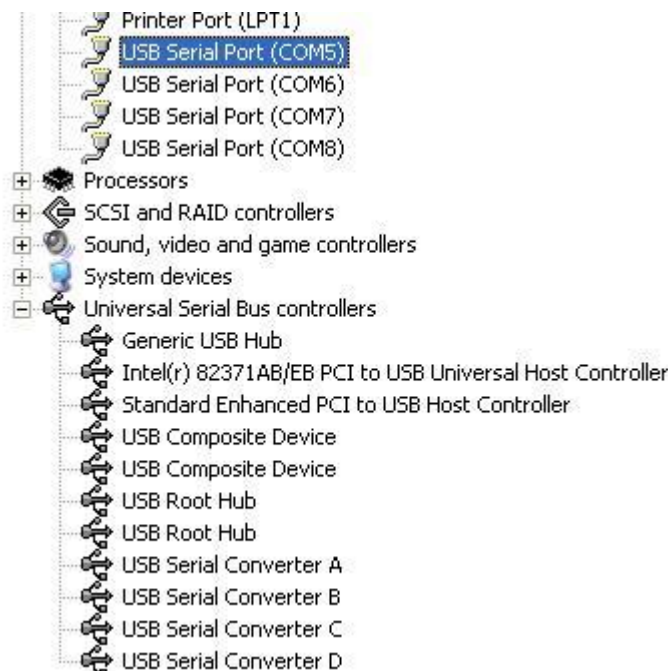 Printer Port (LPT1)
USB Serial Port (COM5)
USB Serial Port (COM6)
USB Serial Port (COM7)
USB Serial Port (COM8)
Processors
SCSI and RAID controllers
Sound, video and game controllers
System devices
Universal Serial Bus controllers
Generic USB Hub
Intel(r) 82371AB/EB PCI to USB Universal Host Controller
Standard Enhanced PCI to USB Host Controller
USB Composite Device
USB Composite Device
USB Root Hub
USB Root Hub
USB Serial Converter A
USB Serial Converter B
USB Serial Converter C
USB Serial Converter D